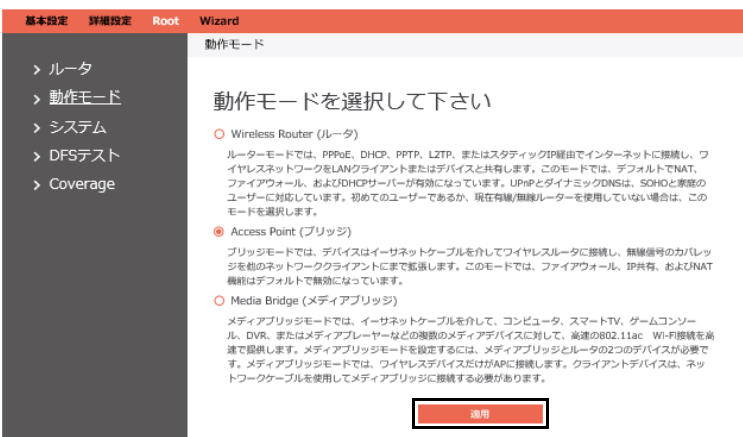 基本設定 詳細設定 Root Wizard
動作モード
› ルータ
› 動作モード
› システム
› DFSテスト
› Coverage
動作モードを選択して下さい
Wireless Router (ルータ)
ルーターモードでは、PPPoE、DHCP、PPTP、L2TP、またはスタティックIP経由でインターネットに接続し、ワ
イヤレスネットワークをLANクライアントまたはデバイスと共有します。このモードでは、デフォルトでNAT、
ファイアウォール、およびDHCPサーバーが有効になっています。UPnPとダイナミックDNSは、SOHOと家庭の
ユーザーに対応しています。初めてのユーザーであるか、現在有線/無線ルーターを使用していない場合は、この
モードを選択します。
Access Point (ブリッジ)
ブリッジモードでは、デバイスはイーサネットケーブルを介してワイヤレスルータに接続し、無線信号のカバレッ
ジを他のネットワーククライアントにまで拡張します。このモードでは、ファイアウォール、IP共有、およびNAT
機能はデフォルトで無効になっています。
Media Bridge (メディアブリッジ)
メディアブリッジモードでは、イーサネットケーブルを介して、コンピュータ、スマートTV、ゲームコンソー
ル、DVR、またはメディアプレーヤーなどの複数のメディアデバイスに対して、高速の802.11ac Wi-Fi接続を高
速で提供します。メディアブリッジモードを設定するには、メディアブリッジとルータの2つのデバイスが必要で
す。メディアブリッジモードでは、ワイヤレスデバイスだけがAPに接続します。クライアントデバイスは、ネッ
トワークケーブルを使用してメディアブリッジに接続する必要があります。
適用